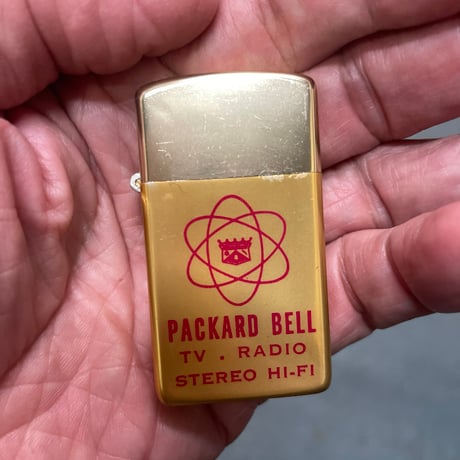 PACKARD BELL
TV . RADIO
STEREO HI-FI